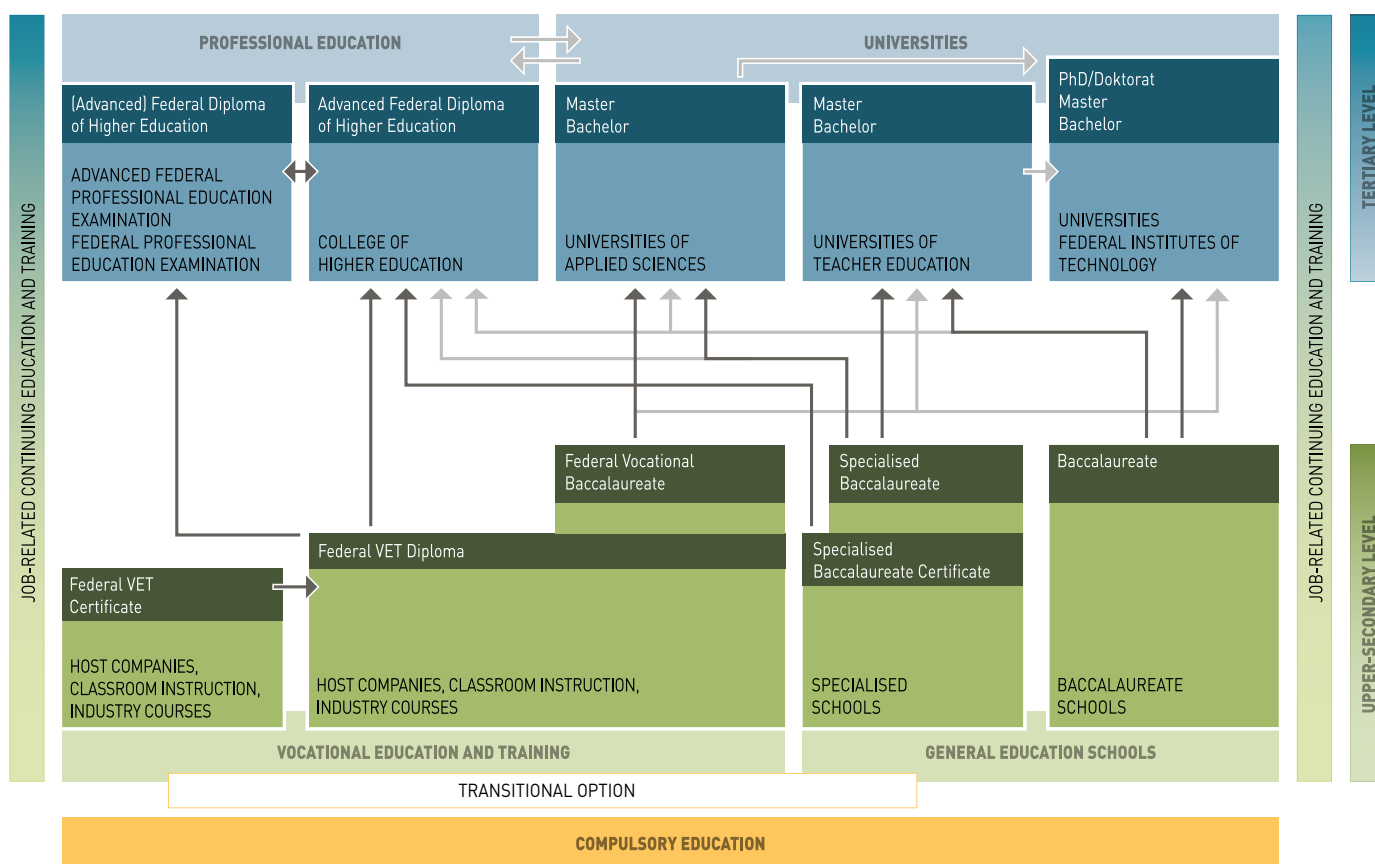 PROFESSIONAL EDUCATION
UNIVERSITIES
(Advanced) Federal Diploma
of Higher Education
Advanced Federal Diploma
of Higher Education
Master
Bachelor
Master
Bachelor
PhD/Doktorat
Master
Bachelor
ADVANCED FEDERAL
PROFESSIONAL EDUCATION
EXAMINATION
FEDERAL PROFESSIONAL
EDUCATION EXAMINATION
COLLEGE OF
HIGHER EDUCATION
UNIVERSITIES OF
APPLIED SCIENCES
UNIVERSITIES OF
TEACHER EDUCATION
UNIVERSITIES
FEDERAL INSTITUTES OF
TECHNOLOGY
JOB-RELATED CONTINUING EDUCATION AND TRAINING
JOB-RELATED CONTINUING EDUCATION AND TRAINING
TERTIARY LEVEL
UPPER-SECONDARY LEVEL
Federal Vocational
Baccalaureate
Specialised
Baccalaureate
Baccalaureate
Federal VET Diploma
Specialised
Baccalaureate Certificate
Federal VET
Certificate
HOST COMPANIES,
CLASSROOM INSTRUCTION,
INDUSTRY COURSES
HOST COMPANIES, CLASSROOM INSTRUCTION,
INDUSTRY COURSES
SPECIALISED
SCHOOLS
BACCALAUREATE
SCHOOLS
VOCATIONAL EDUCATION AND TRAINING
GENERAL EDUCATION SCHOOLS
TRANSITIONAL OPTION
COMPULSORY EDUCATION